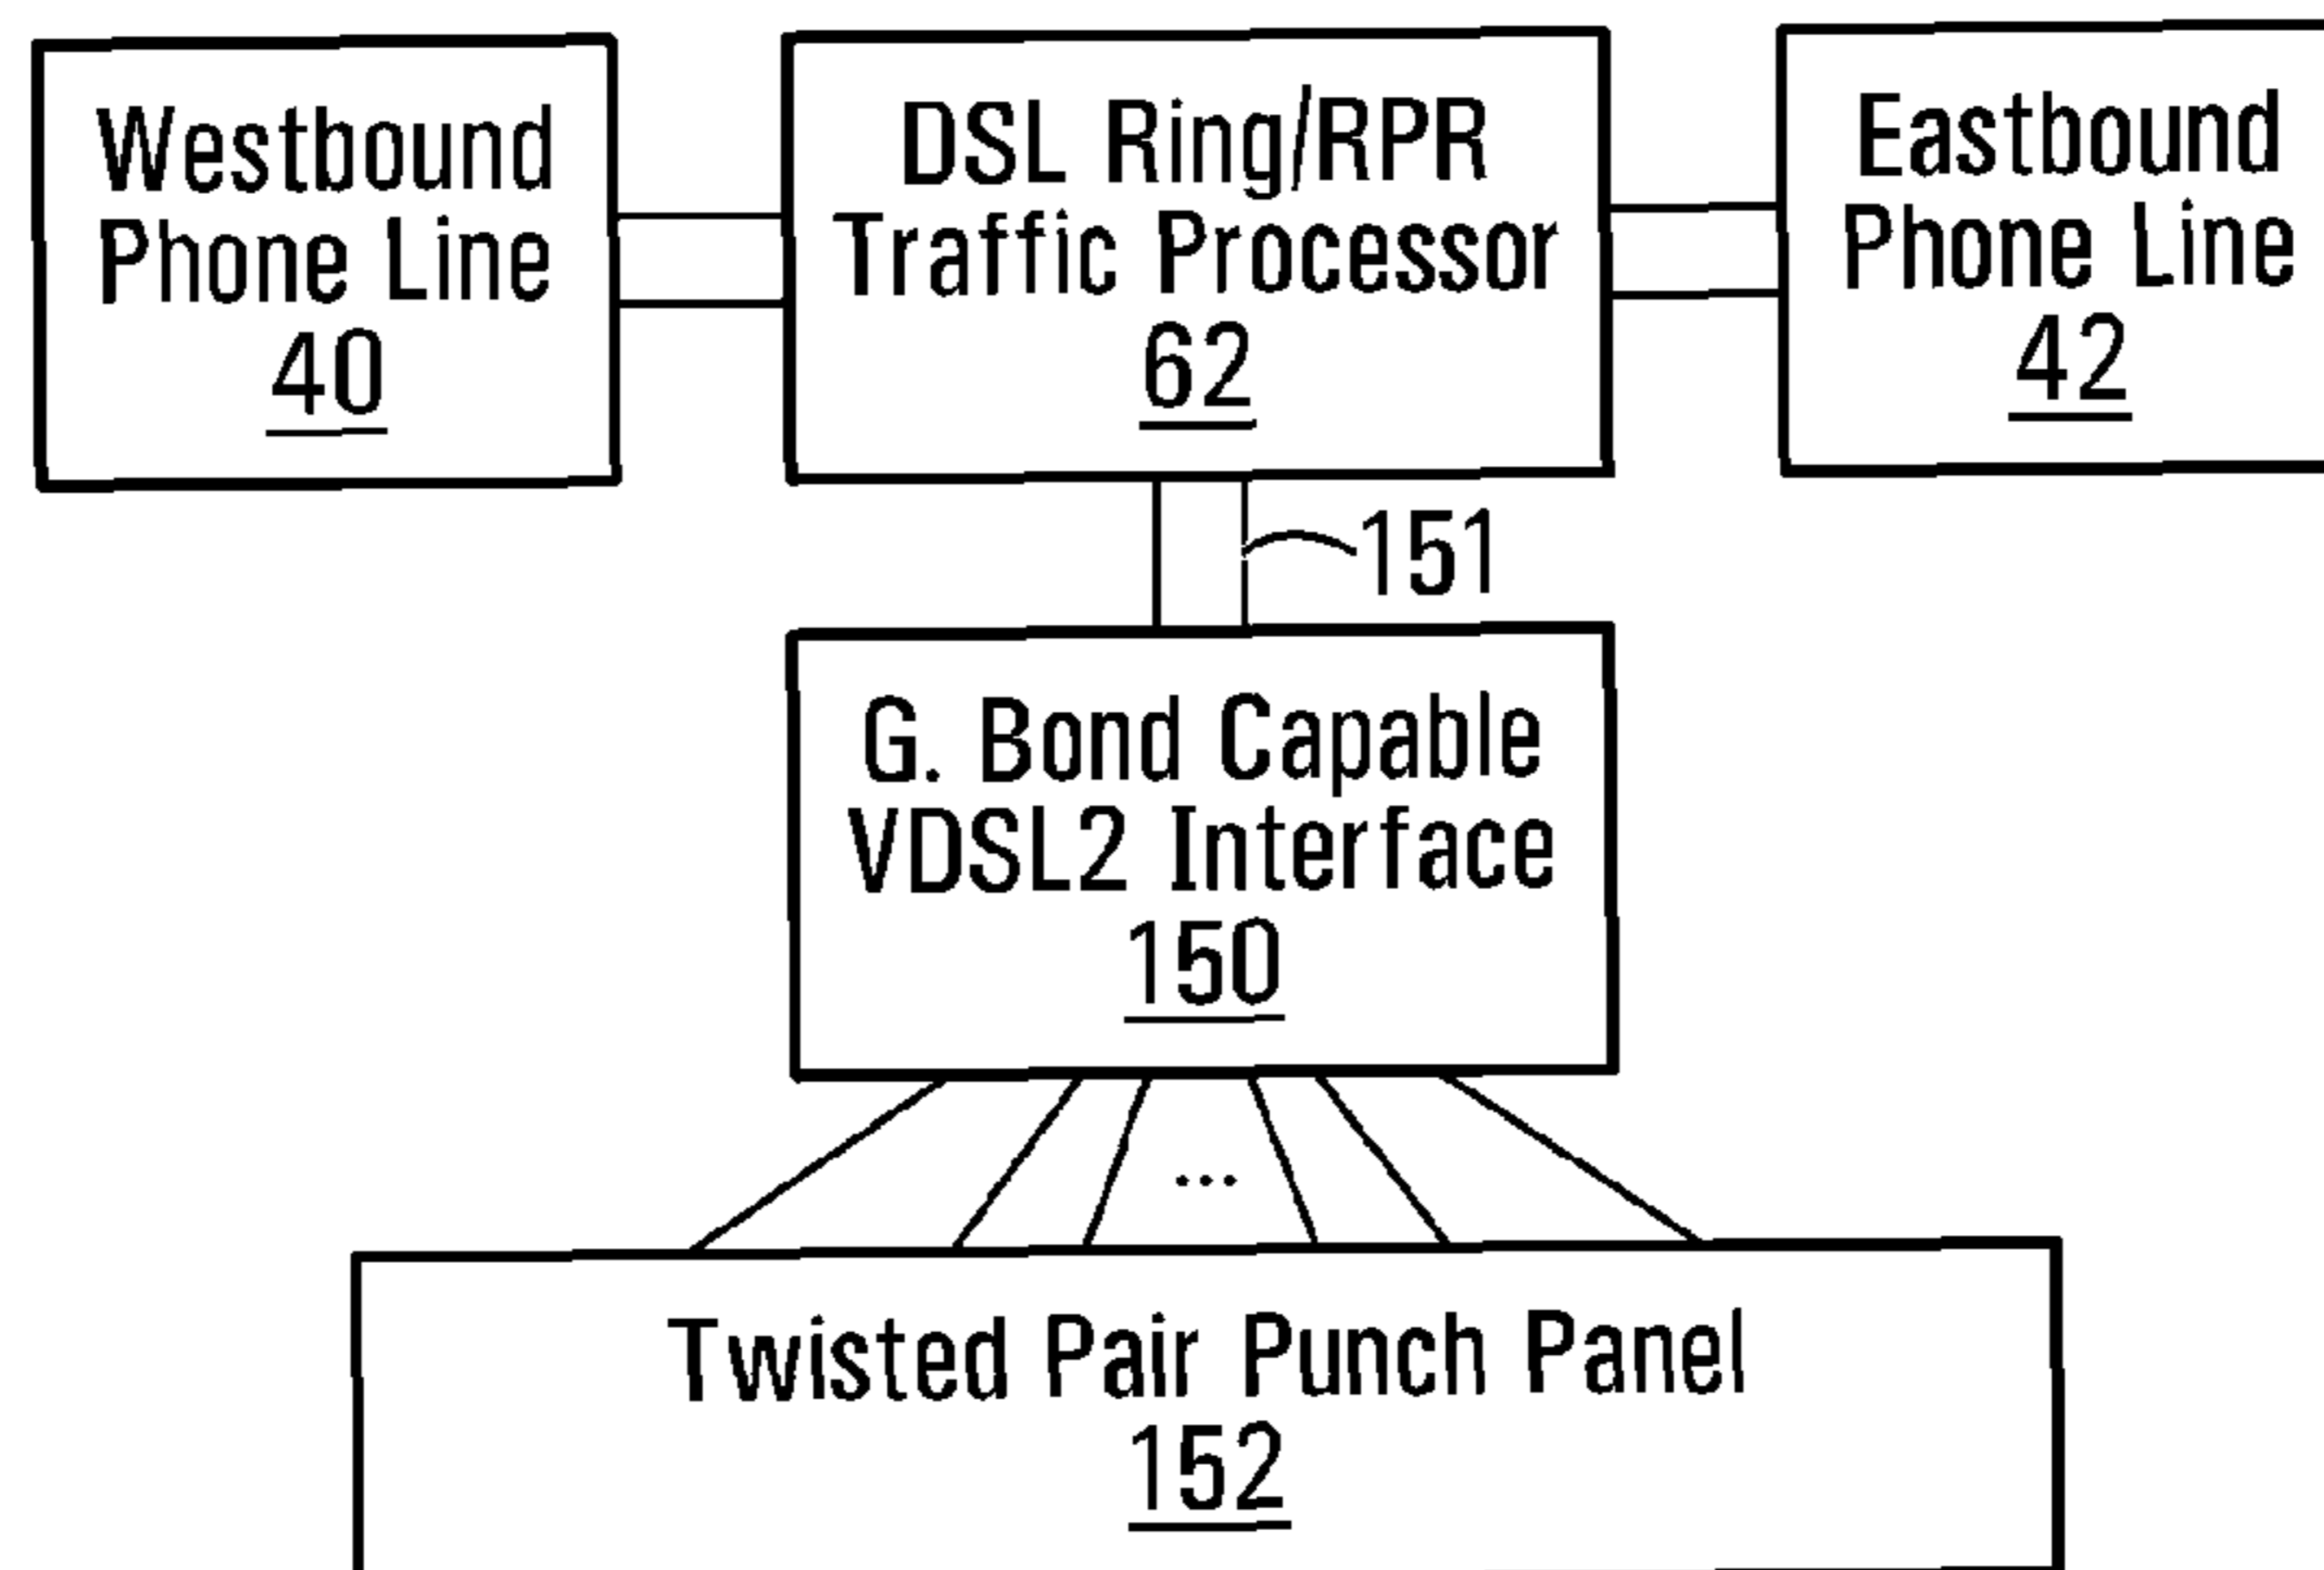 Westbound
Phone Line
40
DSL Ring/RPR
Traffic Processor
62
Eastbound
Phone Line
42
151
G. Bond Capable
VDSL2 Interface
150
...
Twisted Pair Punch Panel
152